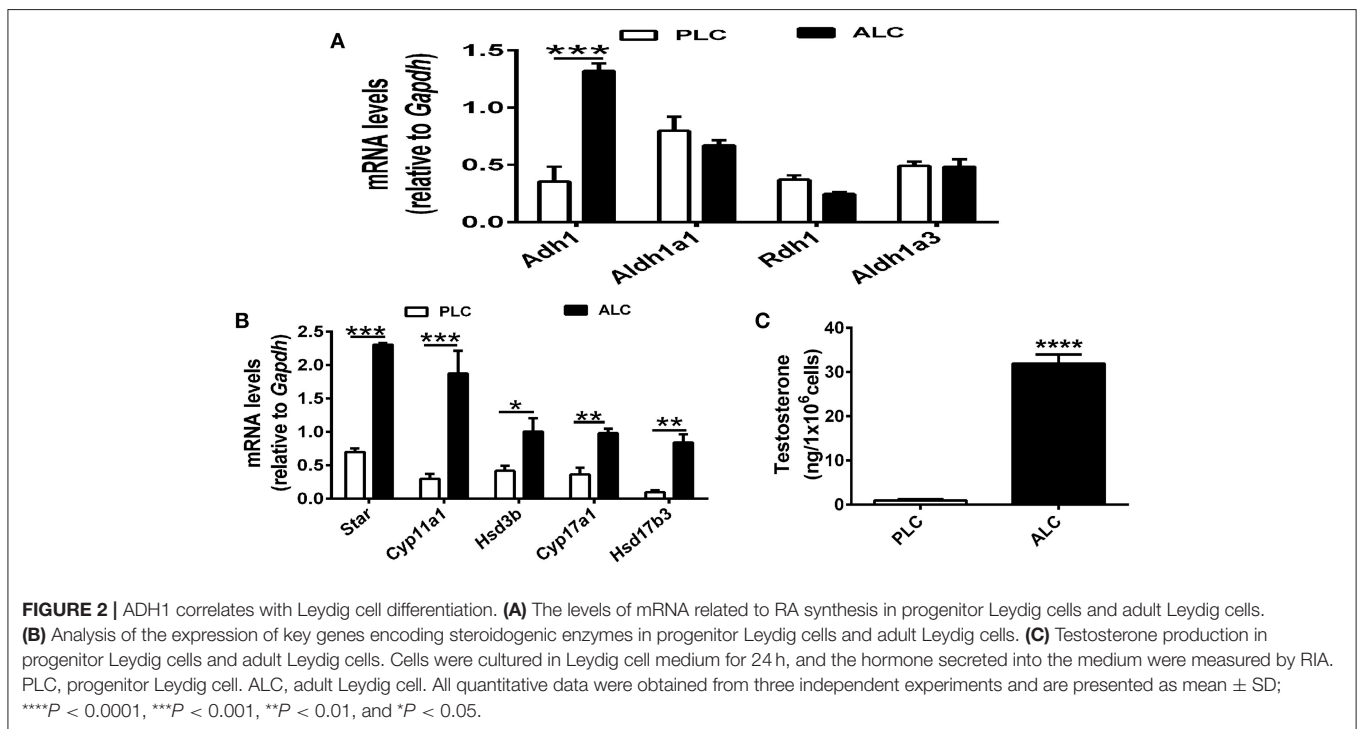 A
PLC ALC
mRNA levels
(relative to Gapdh)
1.5
1.0
0.5
0.0
***
Adh1 Aldh1a1 Rdh1 Aldh1a3
B
PLC ALC
mRNA levels
(relative to Gapdh)
2.5
2.0
1.5
1.0
0.5
0.0
*** *** * ** **
Star Cyp11a1 Hsd3b Cyp17a1 Hsd17b3
C
Testosterone
(ng/1x10⁶cells)
40
30
20
10
0
****
PLC ALC
FIGURE 2 | ADH1 correlates with Leydig cell differentiation. (A) The levels of mRNA related to RA synthesis in progenitor Leydig cells and adult Leydig cells.
(B) Analysis of the expression of key genes encoding steroidogenic enzymes in progenitor Leydig cells and adult Leydig cells. (C) Testosterone production in
progenitor Leydig cells and adult Leydig cells. Cells were cultured in Leydig cell medium for 24 h, and the hormone secreted into the medium were measured by RIA.
PLC, progenitor Leydig cell. ALC, adult Leydig cell. All quantitative data were obtained from three independent experiments and are presented as mean ± SD;
****P < 0.0001, ***P < 0.001, **P < 0.01, and *P < 0.05.